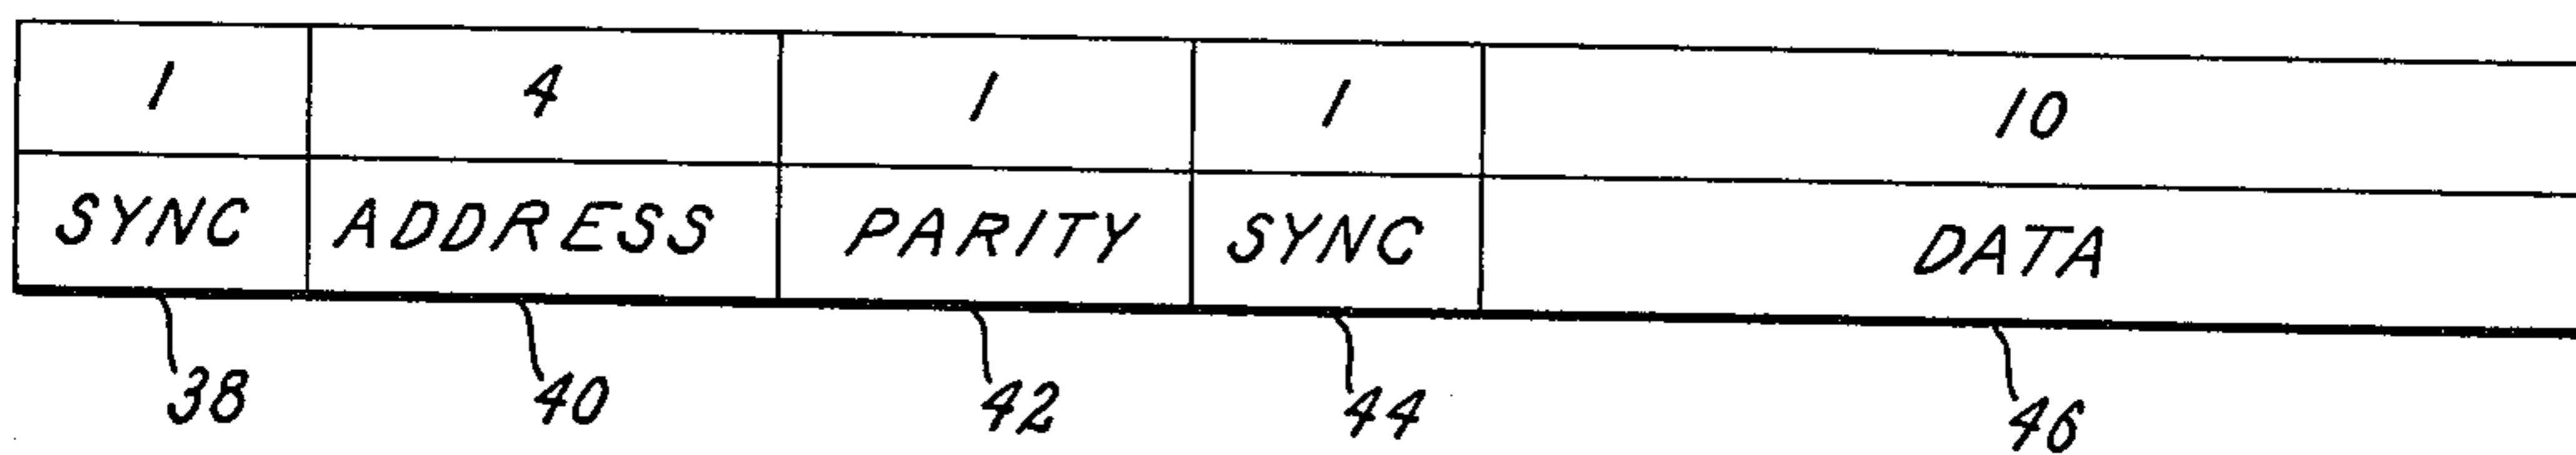 1 4 1 1 10
SYNC ADDRESS PARITY SYNC DATA
38 40 42 44 46